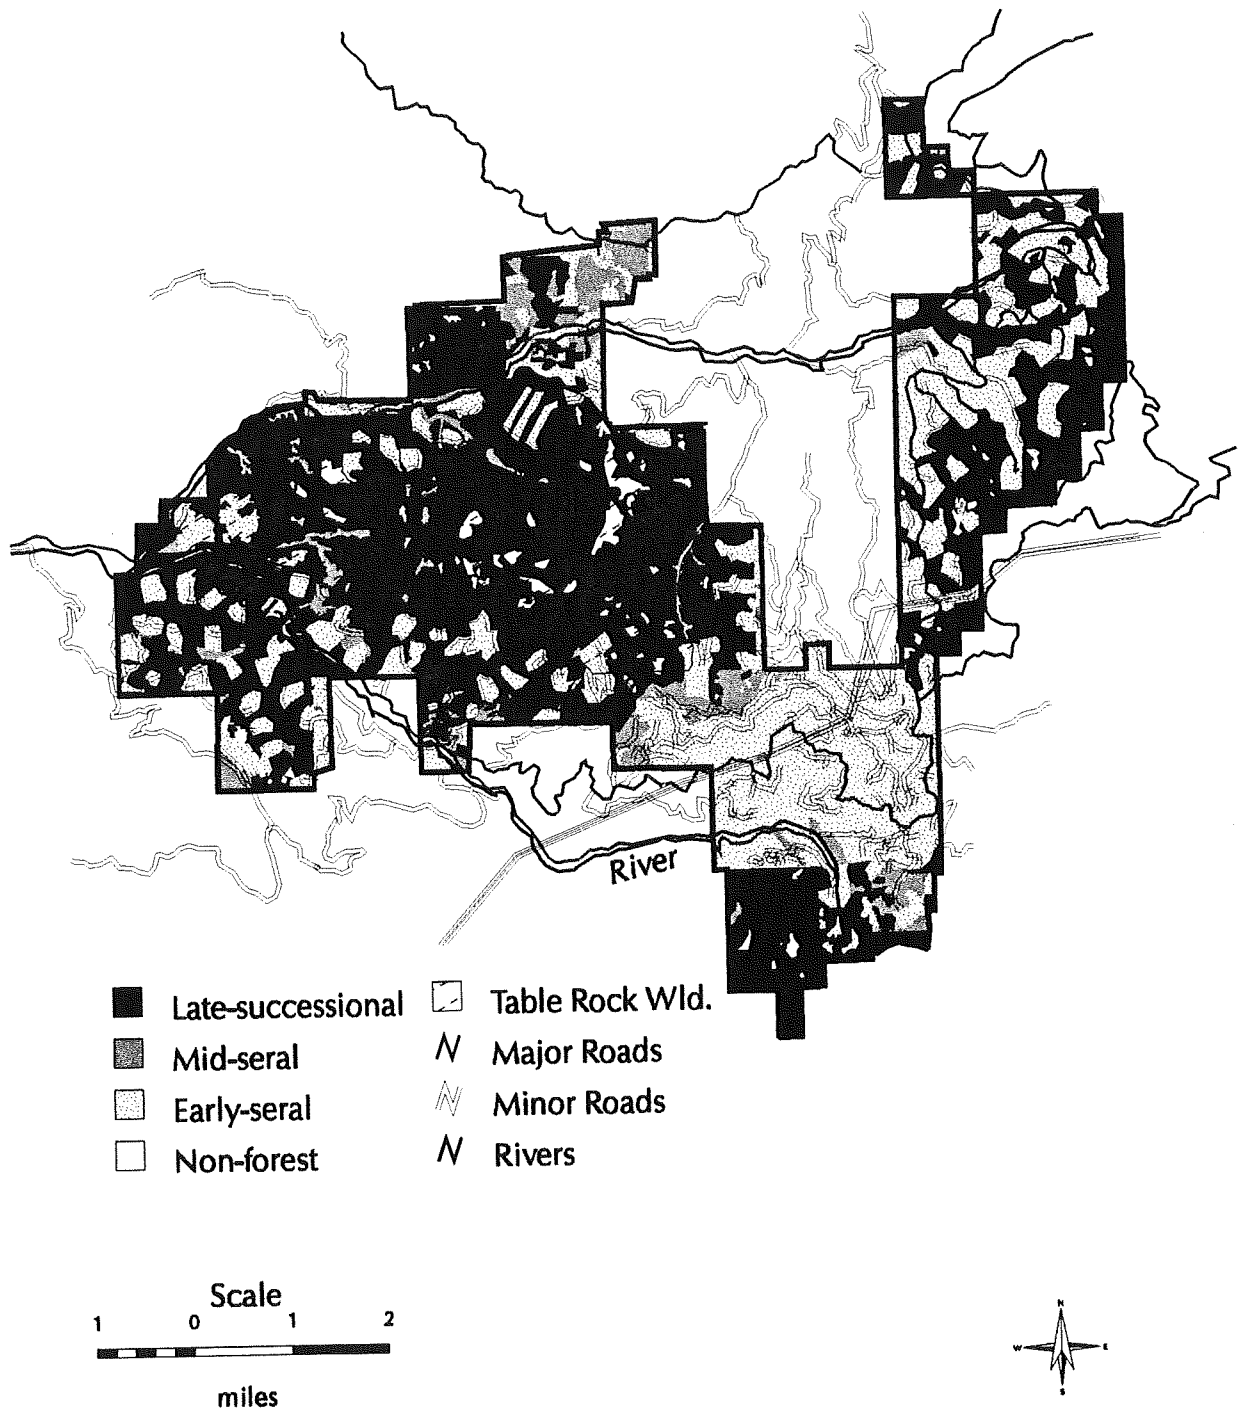 River
Late-successional
Mid-seral
Early-seral
Non-forest
Table Rock Wld.
Major Roads
Minor Roads
Rivers
Scale
1 0 1 2
miles
N
W E
S